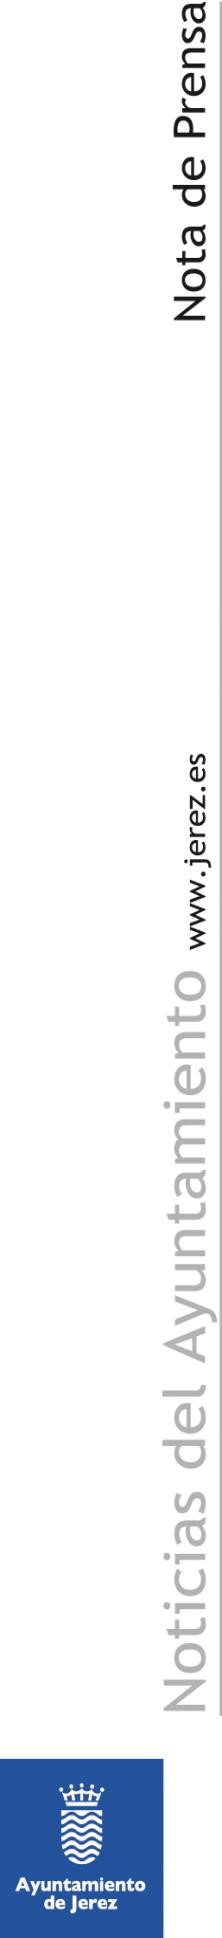 Nota de Prensa
www.jerez.es
Noticias del Ayuntamiento
Ayuntamiento
de Jerez